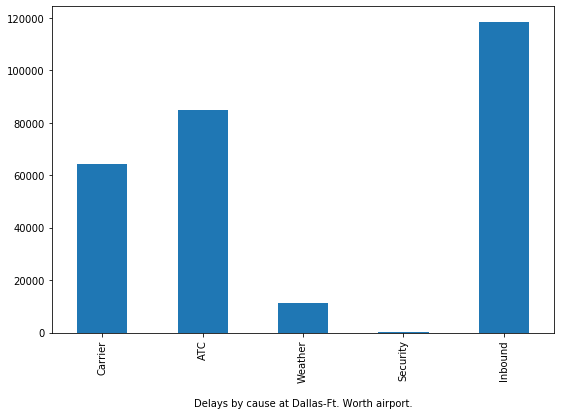 120000
100000
80000
60000
40000
20000
0
Carrier
ATC
Weather
Security
Inbound
Delays by cause at Dallas-Ft. Worth airport.